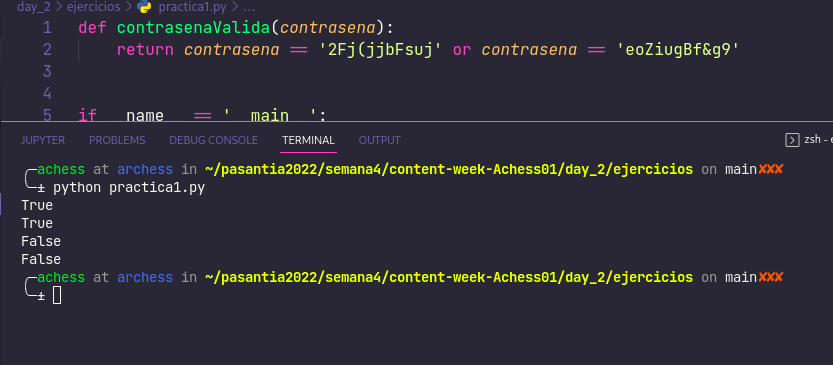 day_2 > ejercicios > practica1.py > ...
1 def contrasenaValida(contrasena):
2 return contrasena == '2Fj(jjbFsuj' or contrasena == 'eoZiugBf&g9'
3
4
5 if __name__ == '__main__':
JUPYTER PROBLEMS DEBUG CONSOLE TERMINAL OUTPUT zsh - e
╭─achess at archess in ~/pasantia2022/semana4/content-week-Achess01/day_2/ejercicios on main✘✘✘
╰─± python practica1.py
True
True
False
False
╭─achess at archess in ~/pasantia2022/semana4/content-week-Achess01/day_2/ejercicios on main✘✘✘
╰─±